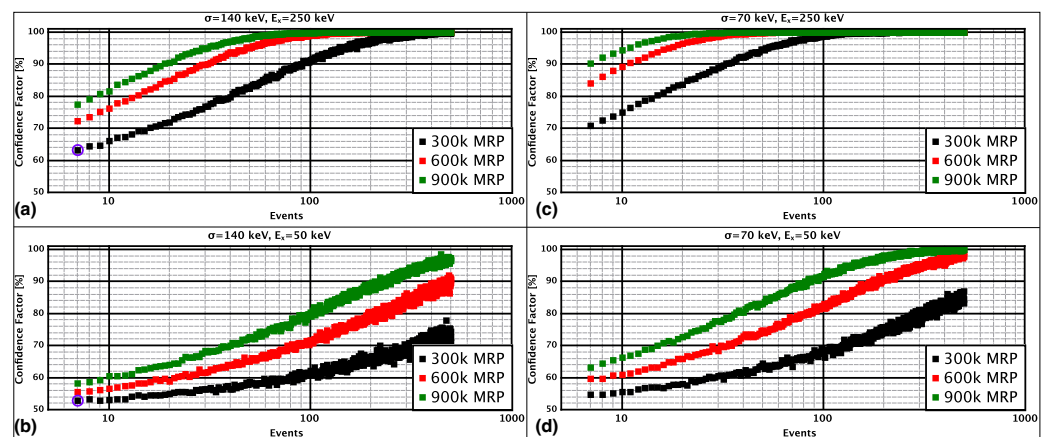 σ=140 keV, Eₓ=250 keV
Confidence Factor [%]
100
90
80
70
60
50
10
100
1000
Events
300k MRP
600k MRP
900k MRP
(a)
σ=70 keV, Eₓ=250 keV
Confidence Factor [%]
100
90
80
70
60
50
10
100
1000
Events
300k MRP
600k MRP
900k MRP
(c)
σ=140 keV, Eₓ=50 keV
Confidence Factor [%]
100
90
80
70
60
50
10
100
1000
Events
300k MRP
600k MRP
900k MRP
(b)
σ=70 keV, Eₓ=50 keV
Confidence Factor [%]
100
90
80
70
60
50
10
100
1000
Events
300k MRP
600k MRP
900k MRP
(d)